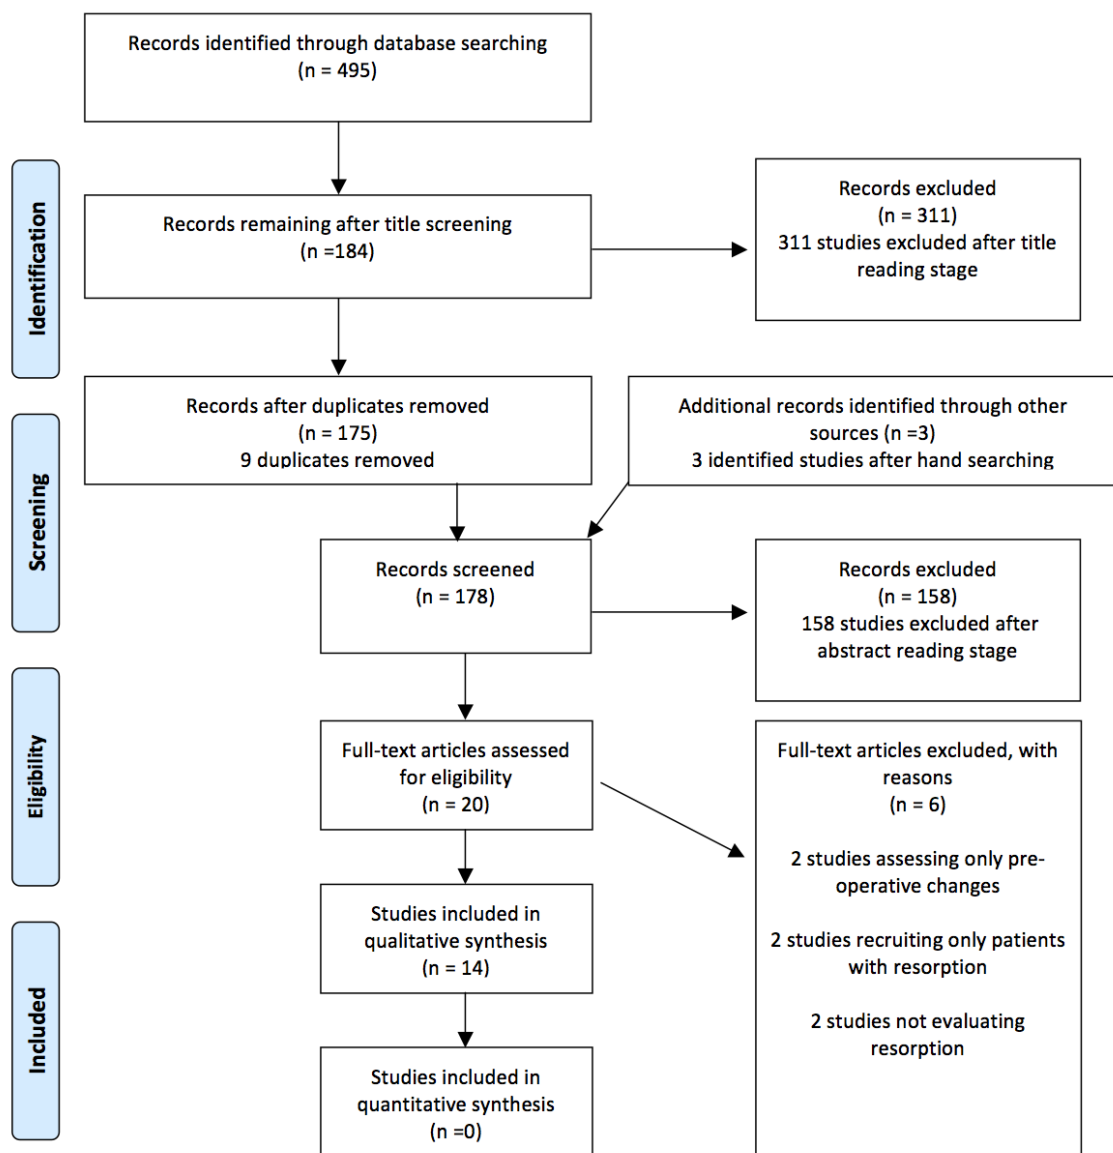 Records identified through database searching
(n = 495)
Identification
Records remaining after title screening
(n =184)
Records excluded
(n = 311)
311 studies excluded after title
reading stage
Records after duplicates removed
(n = 175)
9 duplicates removed
Additional records identified through other
sources (n =3)
3 identified studies after hand searching
Screening
Records screened
(n = 178)
Records excluded
(n = 158)
158 studies excluded after
abstract reading stage
Eligibility
Full-text articles assessed
for eligibility
(n = 20)
Full-text articles excluded, with
reasons
(n = 6)
2 studies assessing only pre-
operative changes
2 studies recruiting only patients
with resorption
2 studies not evaluating
resorption
Included
Studies included in
qualitative synthesis
(n = 14)
Studies included in
quantitative synthesis
(n =0)